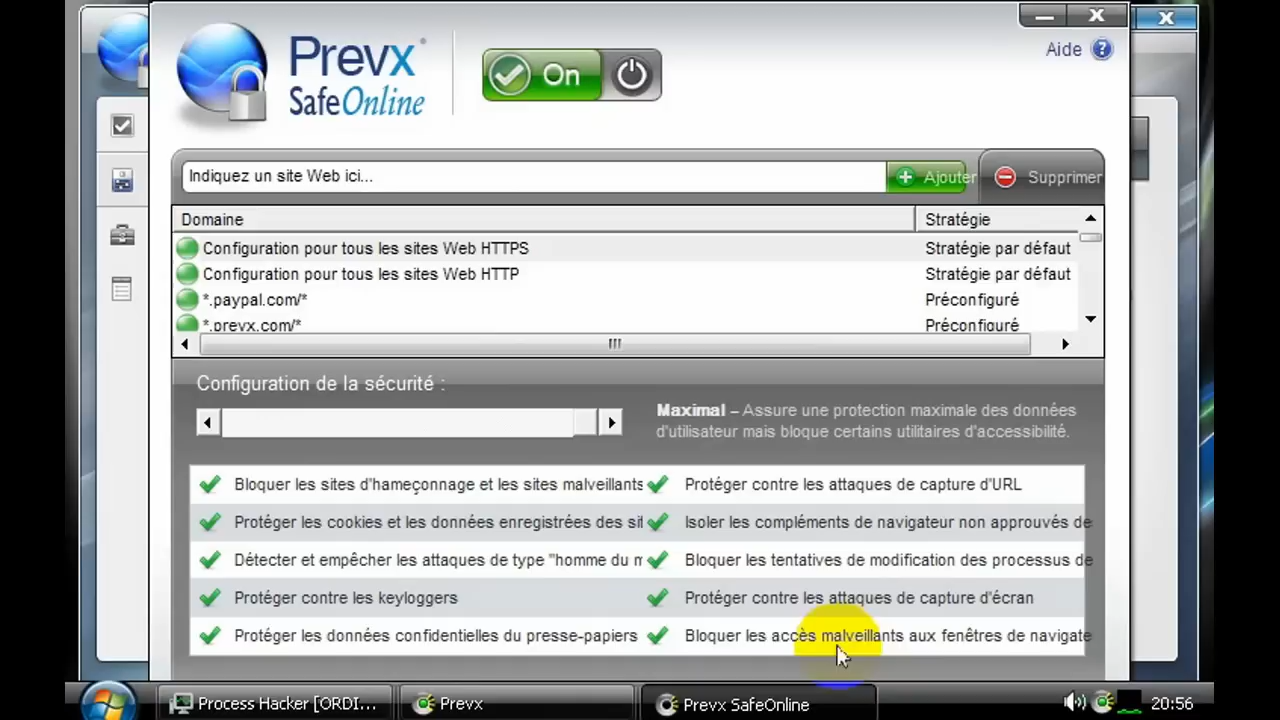 Prevx
SafeOnline
On
Aide
Indiquez un site Web ici...
Ajouter
Supprimer
Domaine Stratégie
Configuration pour tous les sites Web HTTPS Stratégie par défaut
Configuration pour tous les sites Web HTTP Stratégie par défaut
*.paypal.com/* Préconfiguré
*.prevx.com/* Préconfiguré
Configuration de la sécurité :
Maximal – Assure une protection maximale des données
d'utilisateur mais bloque certains utilitaires d'accessibilité.
Bloquer les sites d'hameçonnage et les sites malveillants Protéger contre les attaques de capture d'URL
Protéger les cookies et les données enregistrées des sit Isoler les compléments de navigateur non approuvés de
Détecter et empêcher les attaques de type "homme du m Bloquer les tentatives de modification des processus de
Protéger contre les keyloggers Protéger contre les attaques de capture d'écran
Protéger les données confidentielles du presse-papiers Bloquer les accès malveillants aux fenêtres de navigate
Process Hacker [ORDI... Prevx Prevx SafeOnline 20:56